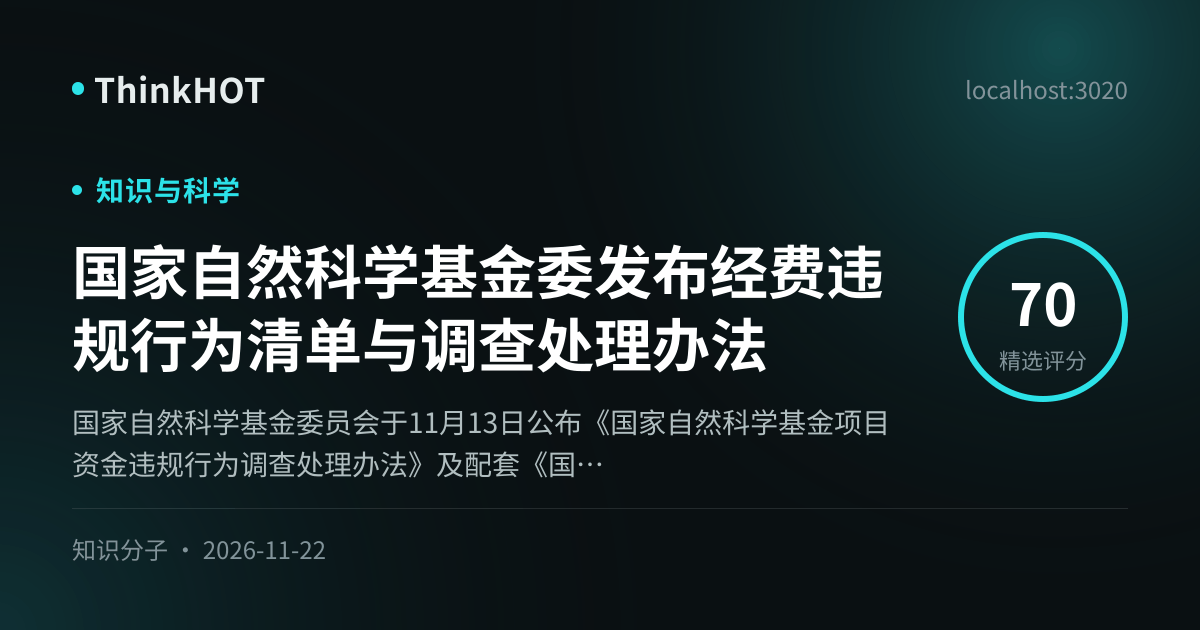 ThinkHOT
localhost:3020
知识与科学
国家自然科学基金委发布经费违
规行为清单与调查处理办法
70
精选评分
国家自然科学基金委员会于11月13日公布《国家自然科学基金项目
资金违规行为调查处理办法》及配套《国…
知识分子 • 2026-11-22